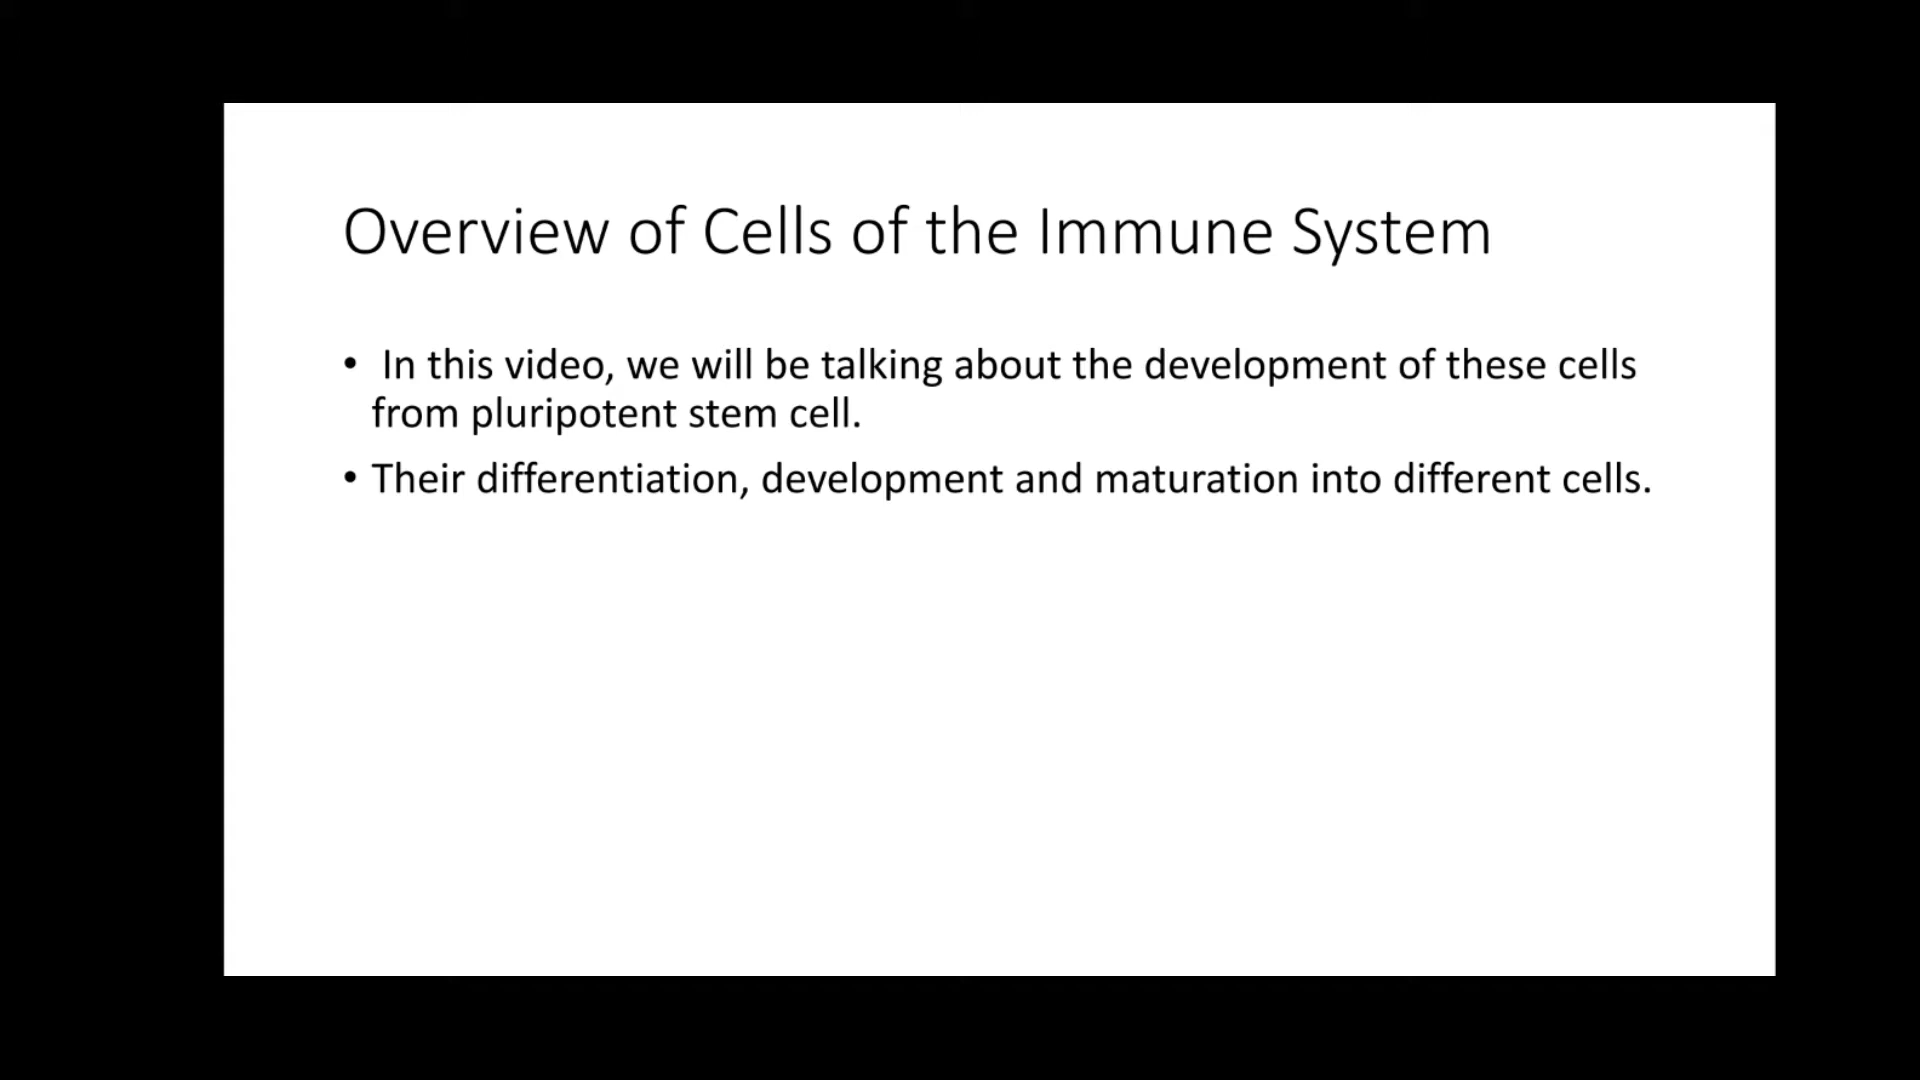 Overview of Cells of the Immune System
• In this video, we will be talking about the development of these cells
from pluripotent stem cell.
• Their differentiation, development and maturation into different cells.